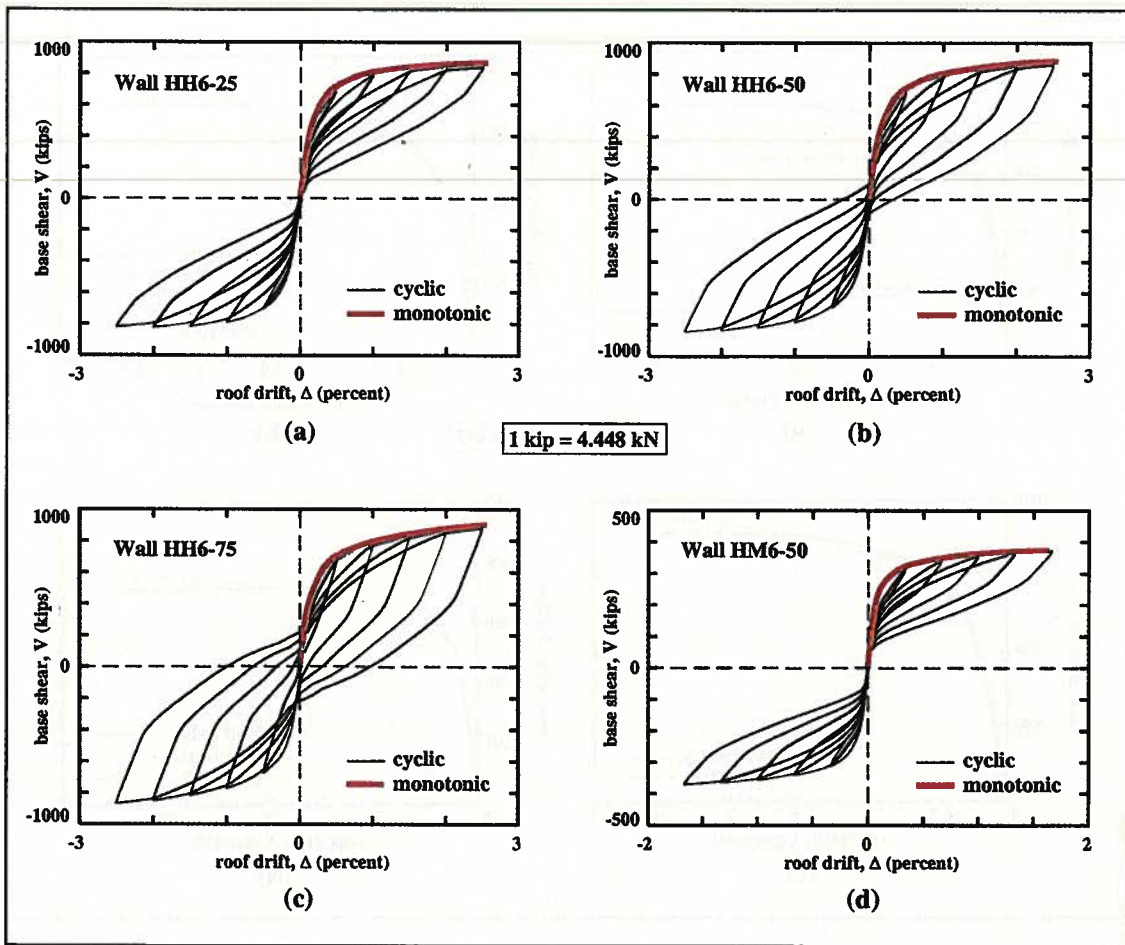 1000
Wall HH6-25
base shear, V (kips)
0
cyclic
monotonic
-1000
-3
0
3
roof drift, Δ (percent)
(a)
1000
Wall HH6-50
base shear, V (kips)
0
cyclic
monotonic
-1000
-3
0
3
roof drift, Δ (percent)
(b)
1 kip = 4.448 kN
1000
Wall HH6-75
base shear, V (kips)
0
cyclic
monotonic
-1000
-3
0
3
roof drift, Δ (percent)
(c)
500
Wall HM6-50
base shear, V (kips)
0
cyclic
monotonic
-500
-2
0
2
roof drift, Δ (percent)
(d)